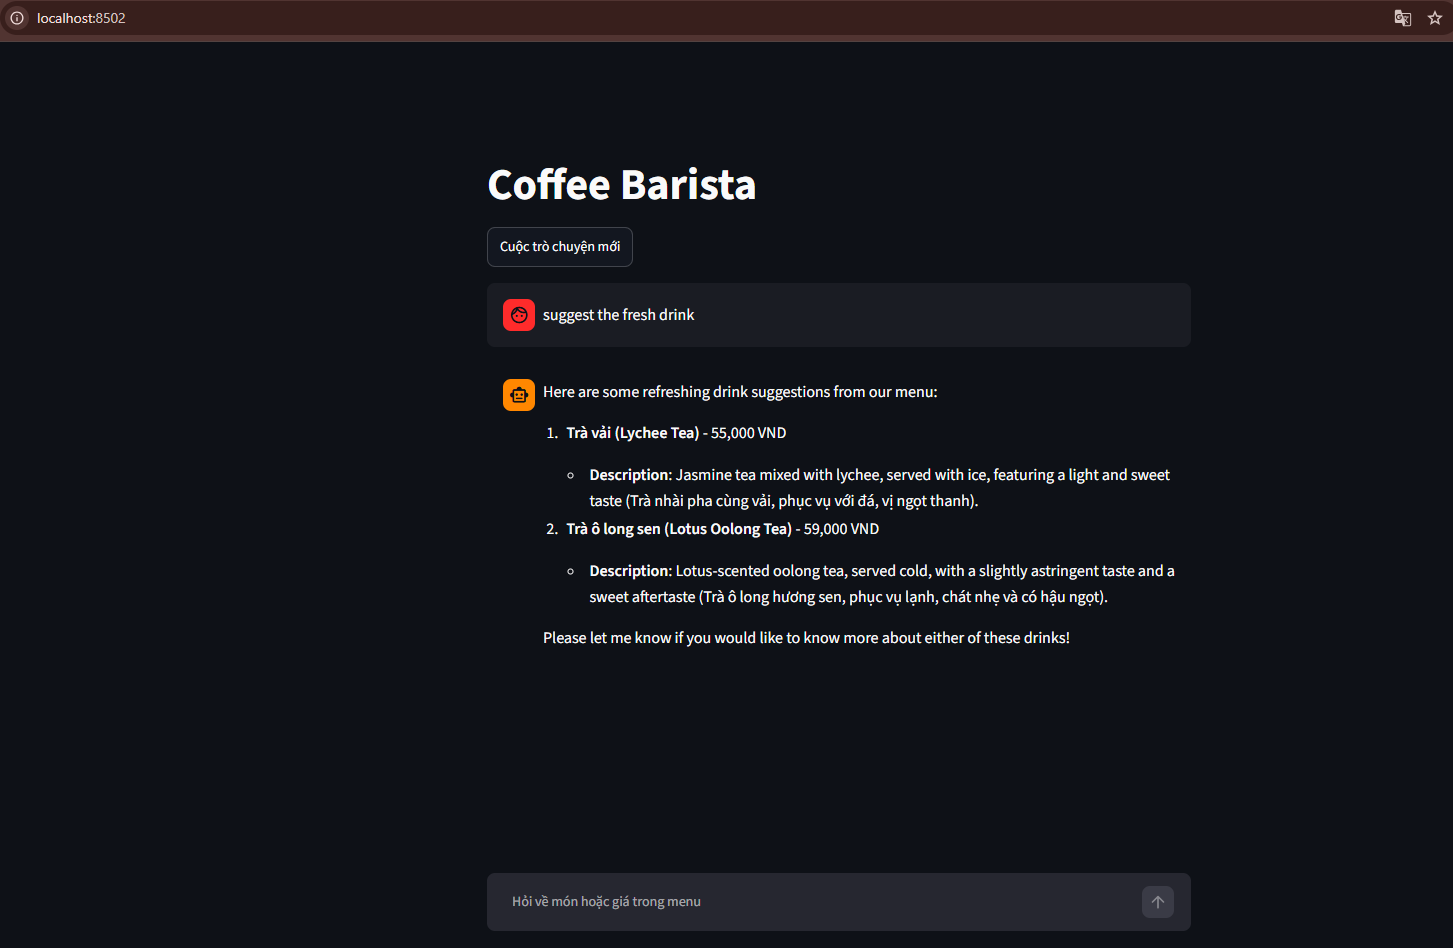 localhost:8502
Coffee Barista
Cuộc trò chuyện mới
suggest the fresh drink
Here are some refreshing drink suggestions from our menu:
1. Trà vải (Lychee Tea) - 55,000 VND
Description: Jasmine tea mixed with lychee, served with ice, featuring a light and sweet
taste (Trà nhài pha cùng vải, phục vụ với đá, vị ngọt thanh).
2. Trà ô long sen (Lotus Oolong Tea) - 59,000 VND
Description: Lotus-scented oolong tea, served cold, with a slightly astringent taste and a
sweet aftertaste (Trà ô long hương sen, phục vụ lạnh, chát nhẹ và có hậu ngọt).
Please let me know if you would like to know more about either of these drinks!
Hỏi về món hoặc giá trong menu